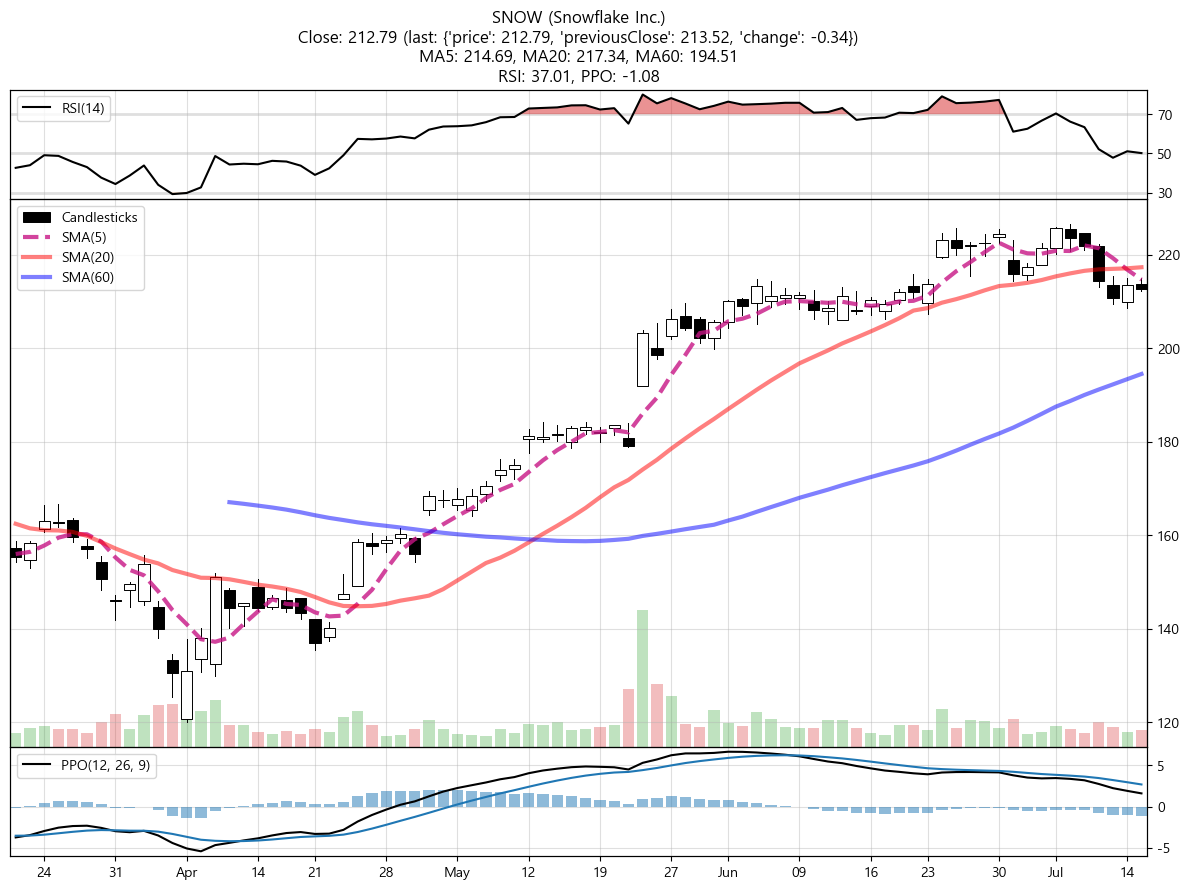 SNOW (Snowflake Inc.)
Close: 212.79 (last: {'price': 212.79, 'previousClose': 213.52, 'change': -0.34})
MA5: 214.69, MA20: 217.34, MA60: 194.51
RSI: 37.01, PPO: -1.08
RSI(14)
70
50
30
Candlesticks
SMA(5)
SMA(20)
SMA(60)
220
200
180
160
140
120
PPO(12, 26, 9)
5
0
-5
24 31 Apr 14 21 28 May 12 19 27 Jun 09 16 23 30 Jul 14